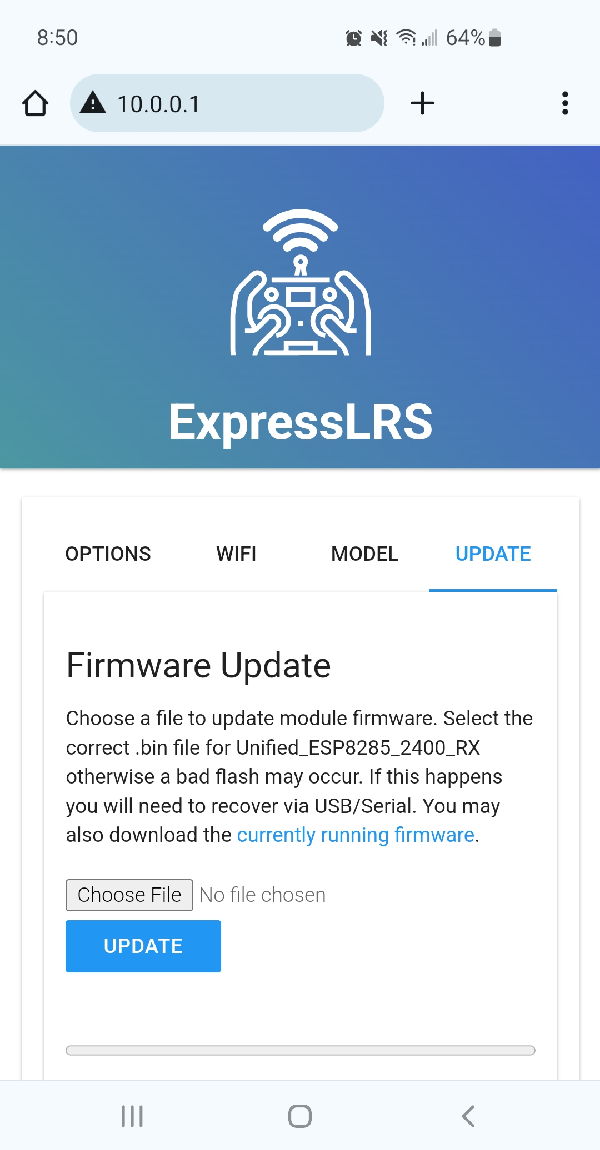 8:50
64%
10.0.0.1
ExpressLRS
OPTIONS WIFI MODEL UPDATE
Firmware Update
Choose a file to update module firmware. Select the
correct .bin file for Unified_ESP8285_2400_RX
otherwise a bad flash may occur. If this happens
you will need to recover via USB/Serial. You may
also download the currently running firmware.
Choose File No file chosen
UPDATE